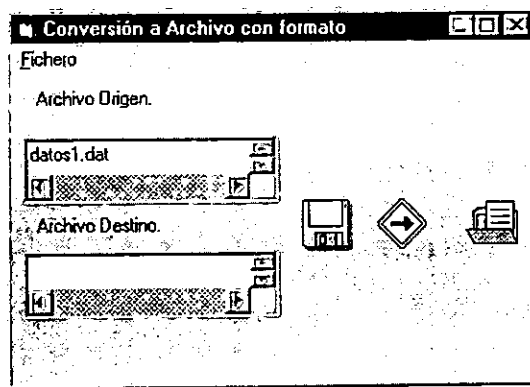 Conversión a Archivo con formato
Fichero
Archivo Origen.
datos1.dat
Archivo Destino.